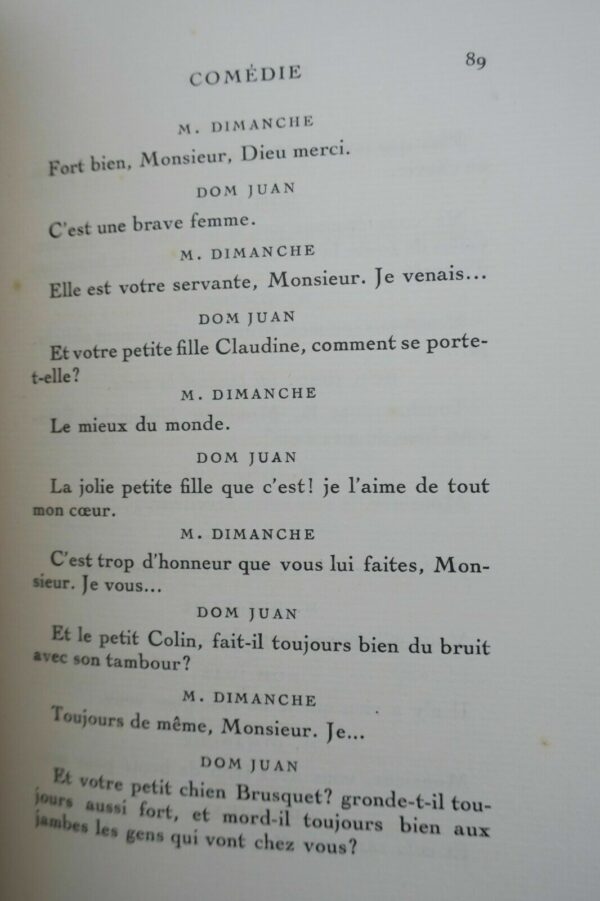 COMÉDIE 89
M. DIMANCHE
Fort bien, Monsieur, Dieu merci.
DOM JUAN
C'est une brave femme.
M. DIMANCHE
Elle est votre servante, Monsieur. Je venais...
DOM JUAN
Et votre petite fille Claudine, comment se porte-
t-elle?
M. DIMANCHE
Le mieux du monde.
DOM JUAN
La jolie petite fille que c'est! je l'aime de tout
mon cœur.
M. DIMANCHE
C'est trop d'honneur que vous lui faites, Mon-
sieur. Je vous...
DOM JUAN
Et le petit Colin, fait-il toujours bien du bruit
avec son tambour?
M. DIMANCHE
Toujours de même, Monsieur. Je...
DOM JUAN
Et votre petit chien Brusquet? gronde-t-il tou-
jours aussi fort, et mord-il toujours bien aux
jambes les gens qui vont chez vous?